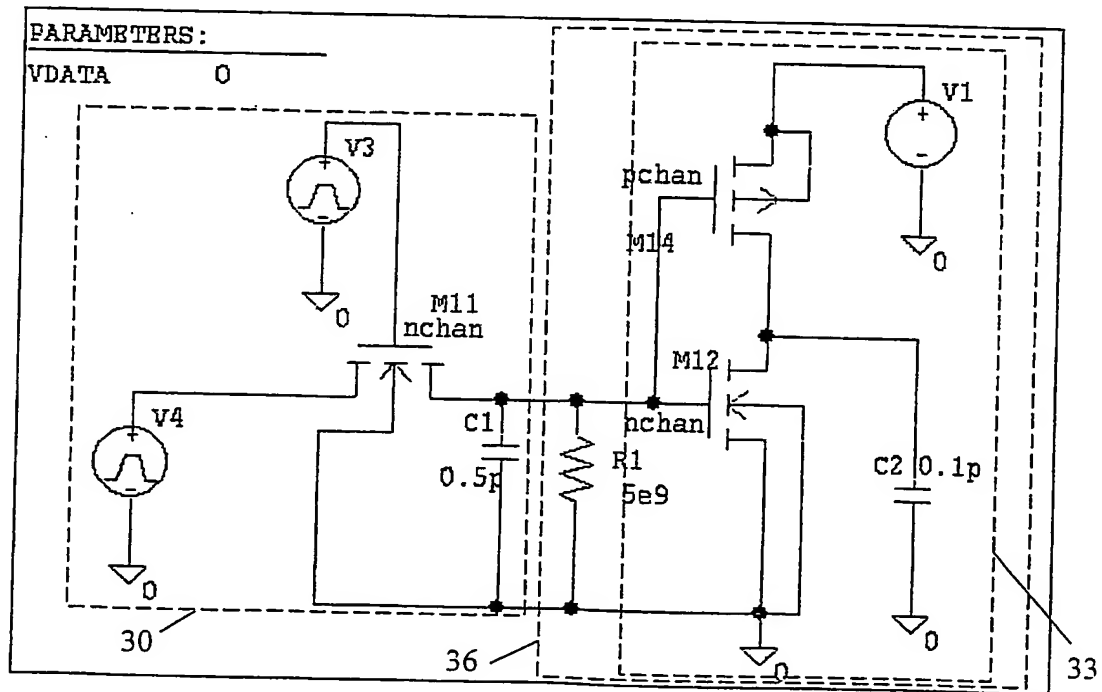 PARAMETERS:
VDATA 0
V1
V3
pchan
M14
0
0
M11
nchan
M12
V4
C1
nchan
R1
C2 0.1p
0.5p
5e9
0
0
0
30
36
33